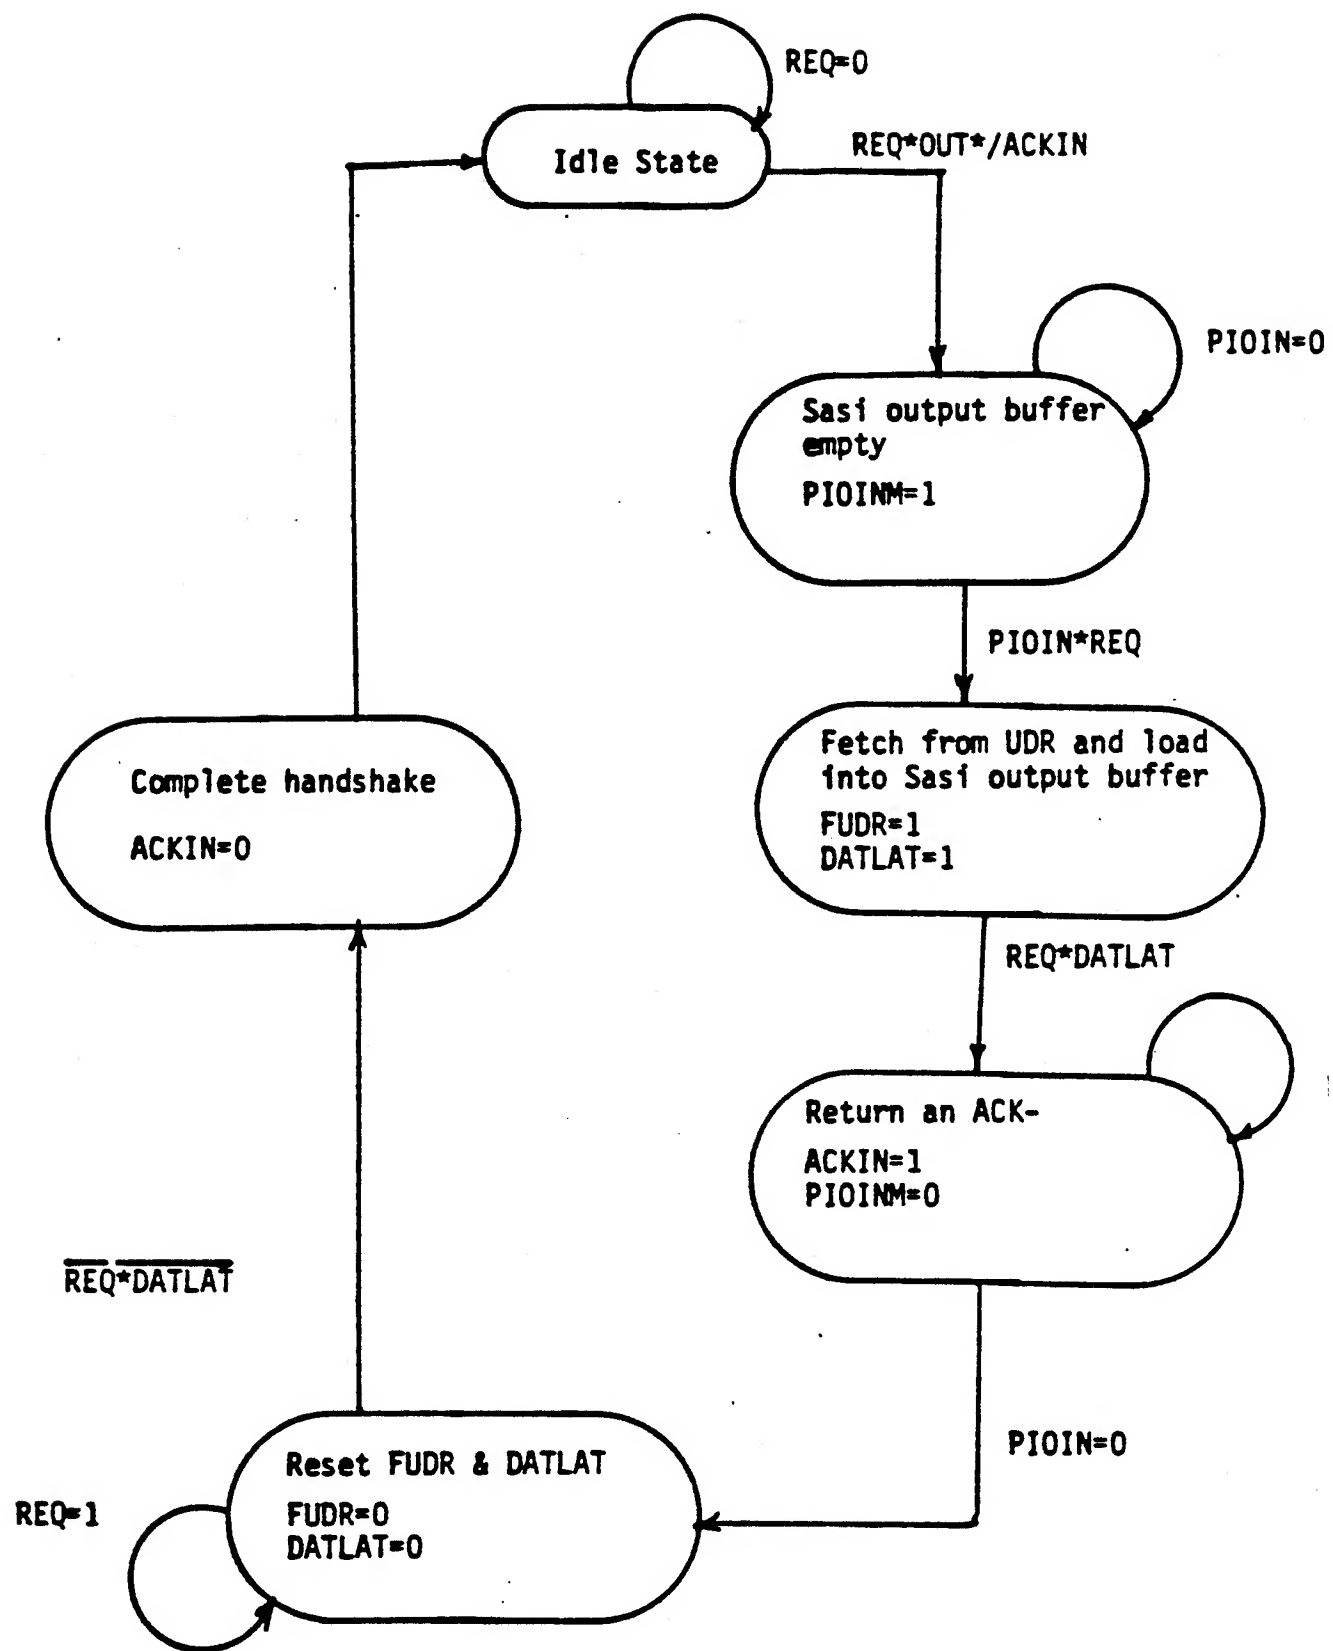 REQ=0
Idle State
REQ*OUT*/ACKIN
PIOIN=0
Sasi output buffer
empty
PIOINM=1
PIOIN*REQ
Fetch from UDR and load
into Sasi output buffer
FUDR=1
DATLAT=1
REQ*DATLAT
Return an ACK-
ACKIN=1
PIOINM=0
PIOIN=0
Reset FUDR & DATLAT
FUDR=0
DATLAT=0
REQ=1
R̅E̅Q̅*D̅A̅T̅L̅A̅T̅
Complete handshake
ACKIN=0